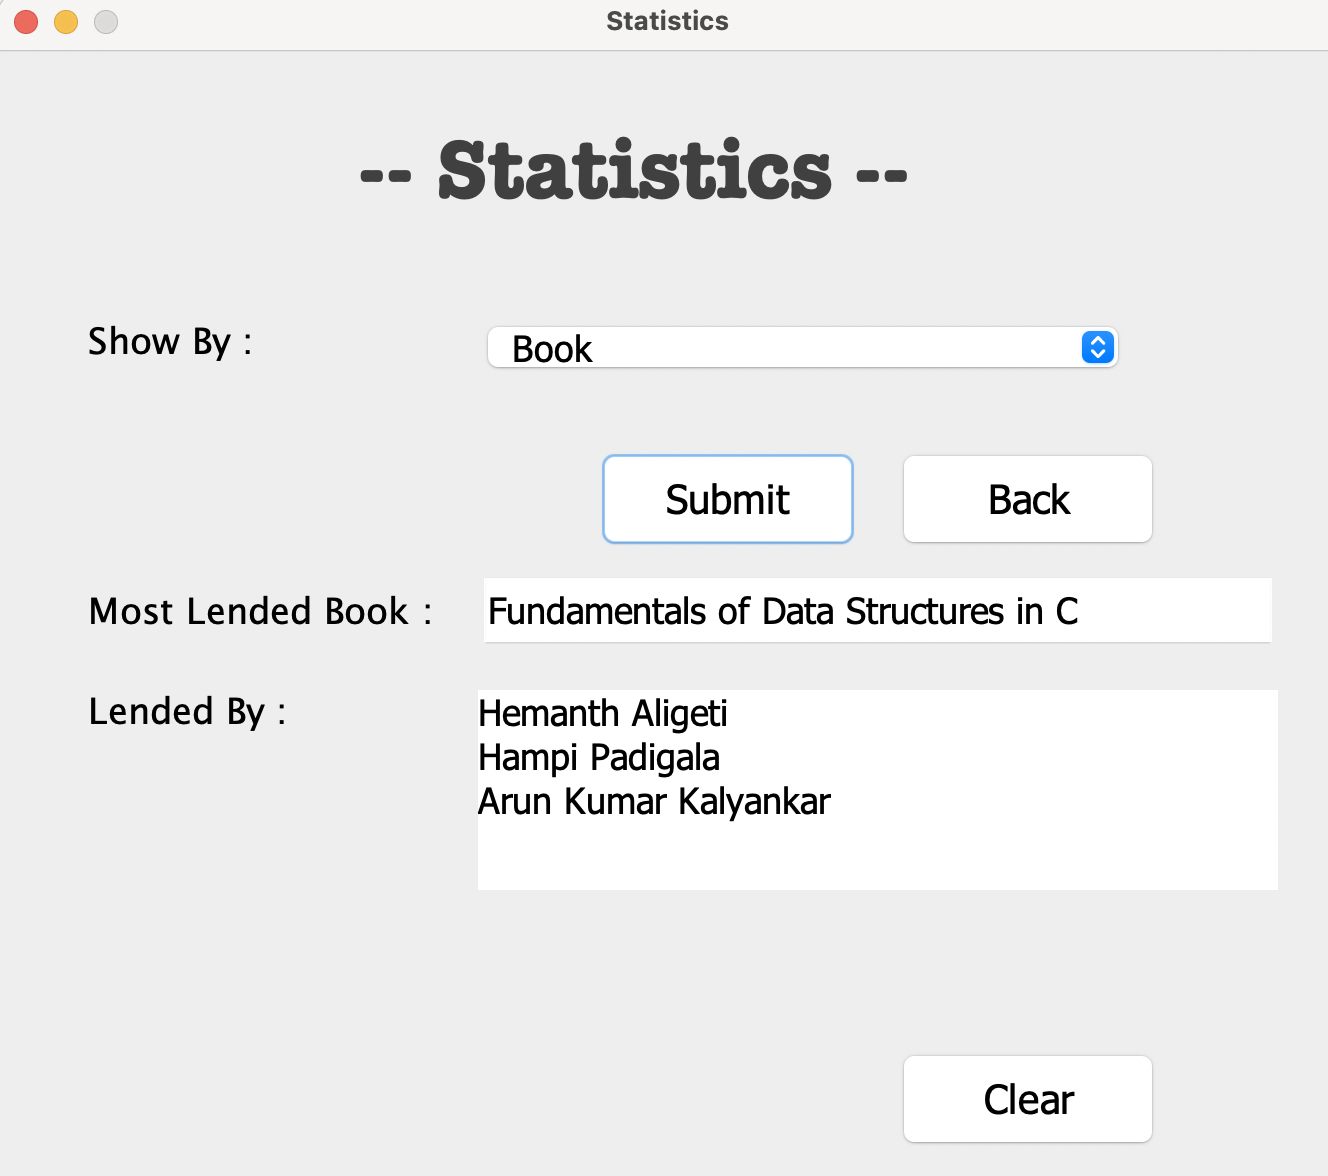 Statistics
-- Statistics --
Show By :
Book
Submit
Back
Most Lended Book :
Fundamentals of Data Structures in C
Lended By :
Hemanth Aligeti
Hampi Padigala
Arun Kumar Kalyankar
Clear